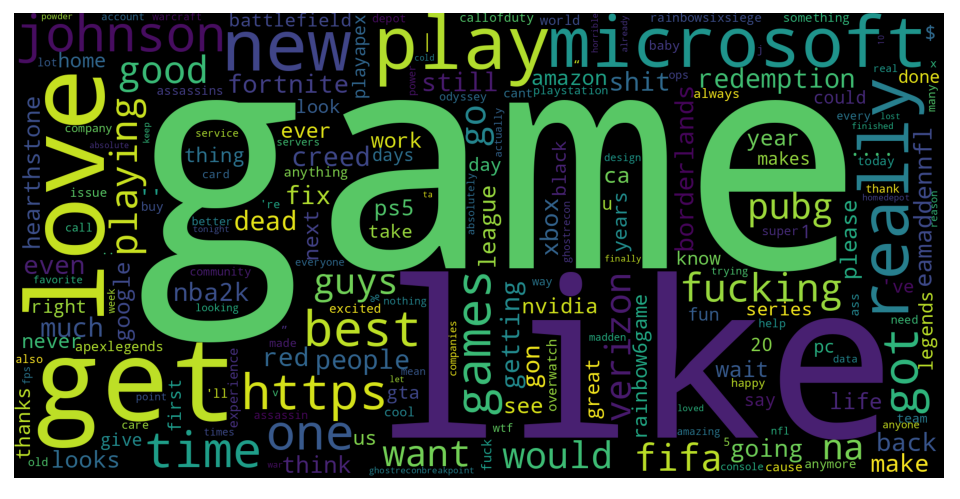 johnson
new
play
microsoft
$
love
game
like
get
really
powder
account
warcraft
depot
battlefield
callofduty
world
rainbowsixsiege
something
horrible
already
lot
home
good
fortnite
playapex
still
amazon
shit
baby
ops
redemption
done
real
many
x
assassins
look
odyssey
cant
playstation
always
could
company
keep
service
ever
creed
work
go
actually
year
every
lost
finished
playing
absolute
thing
servers
anything
days
day
design
makes
today
hearthstone
card
fix
ps5
league
xbox
black
u
ca
years
borderlands
pubg
please
thank
eamaddennfl
homedepot
reason
issue
're
dead
take
ta
absolutely
call
buy
better
tonight
next
ghostrecon
super
1
even
google
community
everyone
guys
finally
know
've
favorite
nba2k
looking
excited
nothing
games
getting
way
nvidia
verizon
trying
fucking
ass
right
week
much
never
apexlegends
best
%
companies
fun
series
need
legends
also
made
red
people
gon
madden
help
got
thanks
fps
'll
experience
https
let
mean
gta
see
overwatch
great
rainbow6game
20
pc
data
wait
happy
point
v
cool
say
life
team
care
first
assassin
wtf
loved
amazing
nfl
anyone
give
times
one
us
want
fuck
would
fifa
5
going
na
back
old
looks
time
war
think
ghostreconbreakpoint
console
cause
anymore
make